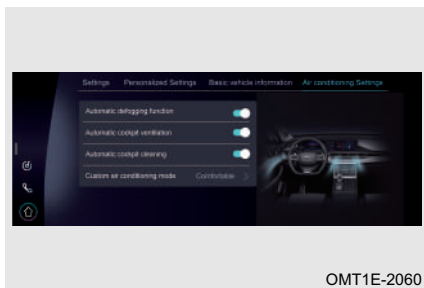 Settings Personalized Settings Basic vehicle information Air conditioning Settings
Automatic defogging function
Automatic cockpit ventilation
Automatic cockpit cleaning
Custom air conditioning mode Comfortable >
OMT1E-2060